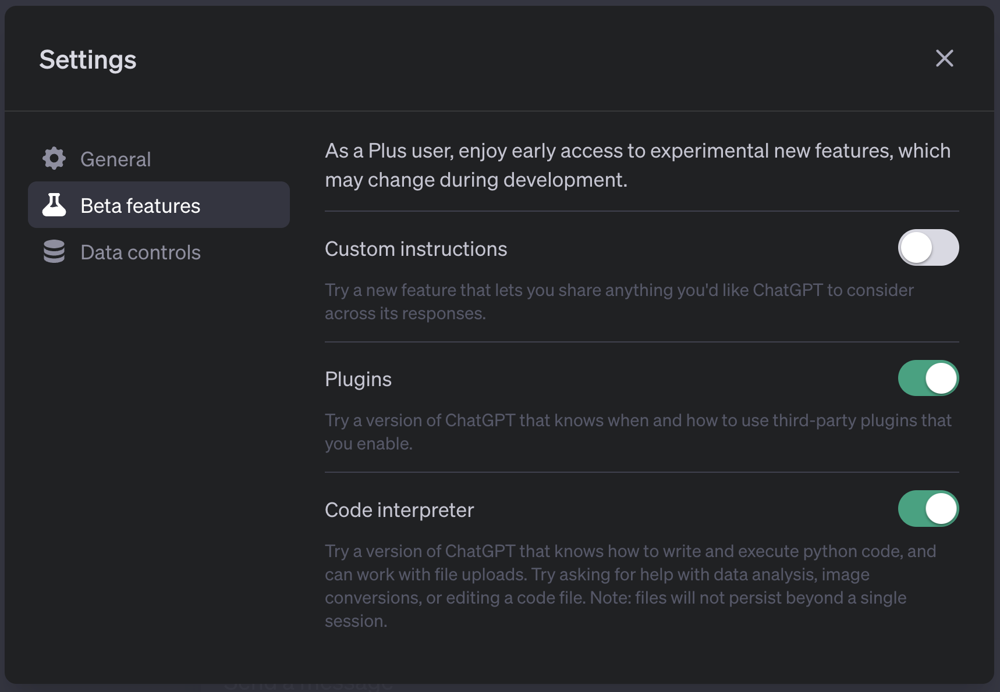 Settings
General
Beta features
Data controls
As a Plus user, enjoy early access to experimental new features, which
may change during development.
Custom instructions
Try a new feature that lets you share anything you'd like ChatGPT to consider
across its responses.
Plugins
Try a version of ChatGPT that knows when and how to use third-party plugins that
you enable.
Code interpreter
Try a version of ChatGPT that knows how to write and execute python code, and
can work with file uploads. Try asking for help with data analysis, image
conversions, or editing a code file. Note: files will not persist beyond a single
session.
Send a message